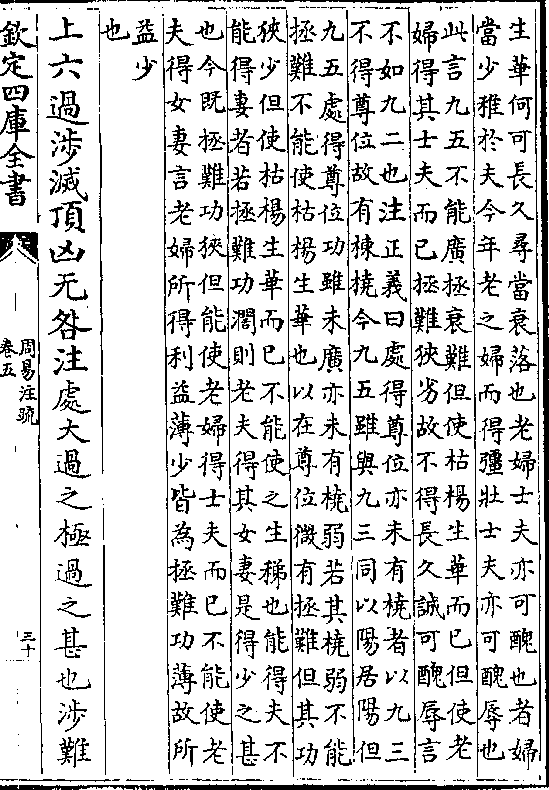 生華何可長久尋當衰落也老婦士夫亦可醜也者婦
當少稚於夫今年老之婦而得彊壯士夫亦可醜辱也
此言九五不能廣拯衰難但使枯楊生華而已但使老
婦得其士夫而已拯難狹劣故不得長久誠可醜辱言
不如九二也注正義曰處得尊位亦未有橈者以九三
不得尊位故有棟橈今九五雖與九三同以陽居陽但
九五處得尊位功雖未廣亦未有橈弱若其橈弱不能
拯難不能使枯楊生華也以在尊位微有拯難但其功
狹少但使枯楊生華而已不能使之生稊也能得夫不
能得妻者若拯難功濶則老夫得其女妻是得少之甚
也今既拯難功狹但能使老婦得士夫而已不能使老
夫得女妻言老婦所得利益薄少皆為拯難功薄故所
益少
也
上六過涉滅頂凶无咎注處大過之極過之甚也涉難
欽定四庫全書
周易注疏
卷五
三十